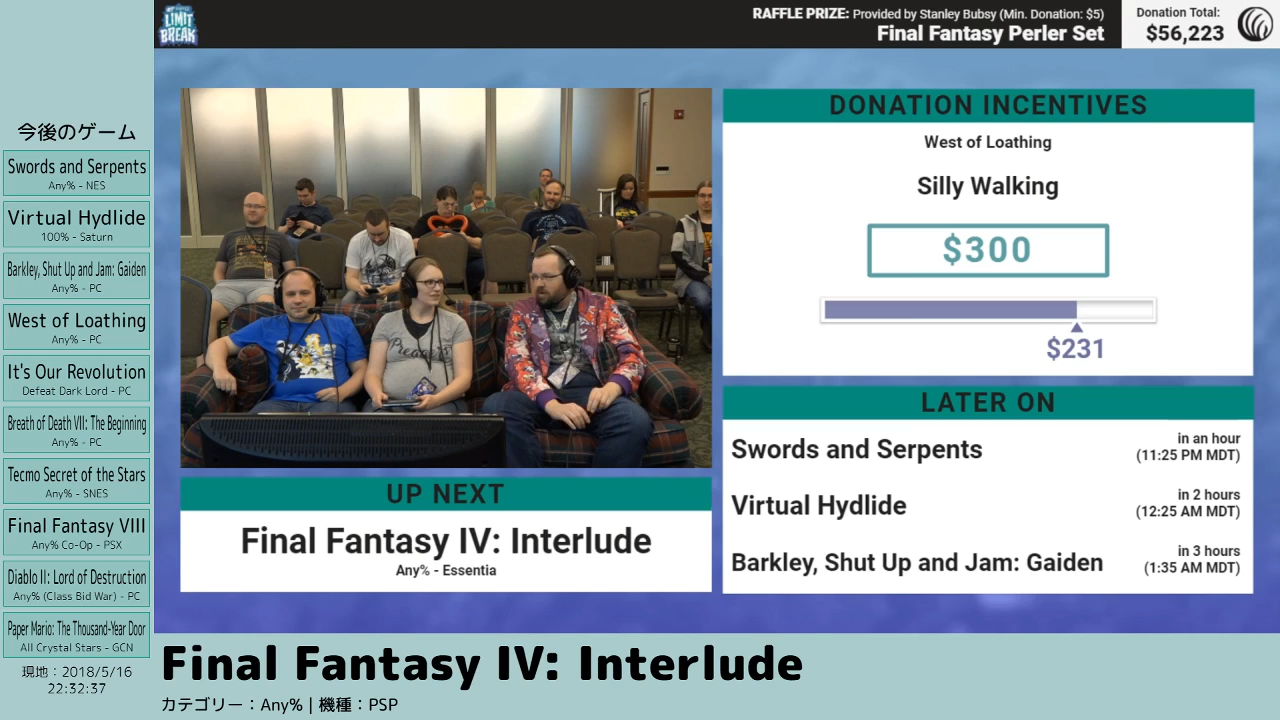 LIMIT
BREAK
RAFFLE PRIZE: Provided by Stanley Bubsy (Min. Donation: $5)
Final Fantasy Perler Set
Donation Total:
$56,223
今後のゲーム
Swords and Serpents
Any% - NES
Virtual Hydlide
100% - Saturn
Barkley, Shut Up and Jam: Gaiden
Any% - PC
West of Loathing
Any% - PC
It's Our Revolution
Defeat Dark Lord - PC
Breath of Death VII: The Beginning
Any% - PC
Tecmo Secret of the Stars
Any% - SNES
Final Fantasy VIII
Any% Co-Op - PSX
Diablo II: Lord of Destruction
Any% (Class Bid War) - PC
Paper Mario: The Thousand-Year Door
All Crystal Stars - GCN
現地：2018/5/16
22:32:37
UP NEXT
Final Fantasy IV: Interlude
Any% - Essentia
DONATION INCENTIVES
West of Loathing
Silly Walking
$300
$231
LATER ON
Swords and Serpents
in an hour
(11:25 PM MDT)
Virtual Hydlide
in 2 hours
(12:25 AM MDT)
Barkley, Shut Up and Jam: Gaiden
in 3 hours
(1:35 AM MDT)
Final Fantasy IV: Interlude
カテゴリー：Any% | 機種：PSP